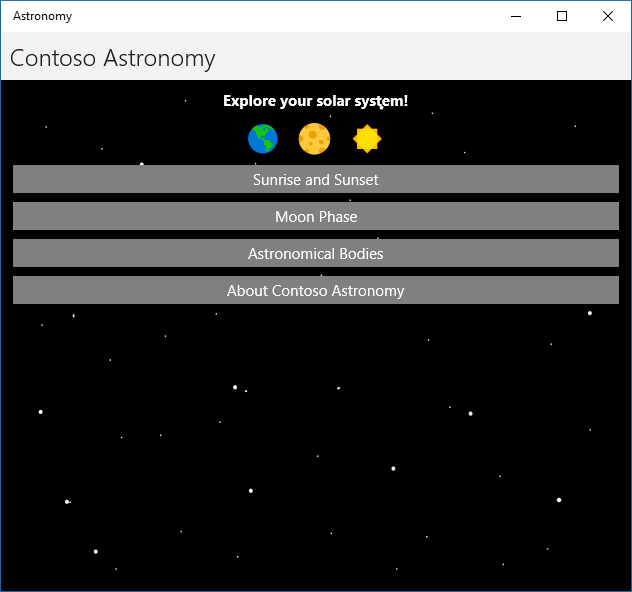 Astronomy
Contoso Astronomy
Explore your solar system!
Sunrise and Sunset
Moon Phase
Astronomical Bodies
About Contoso Astronomy